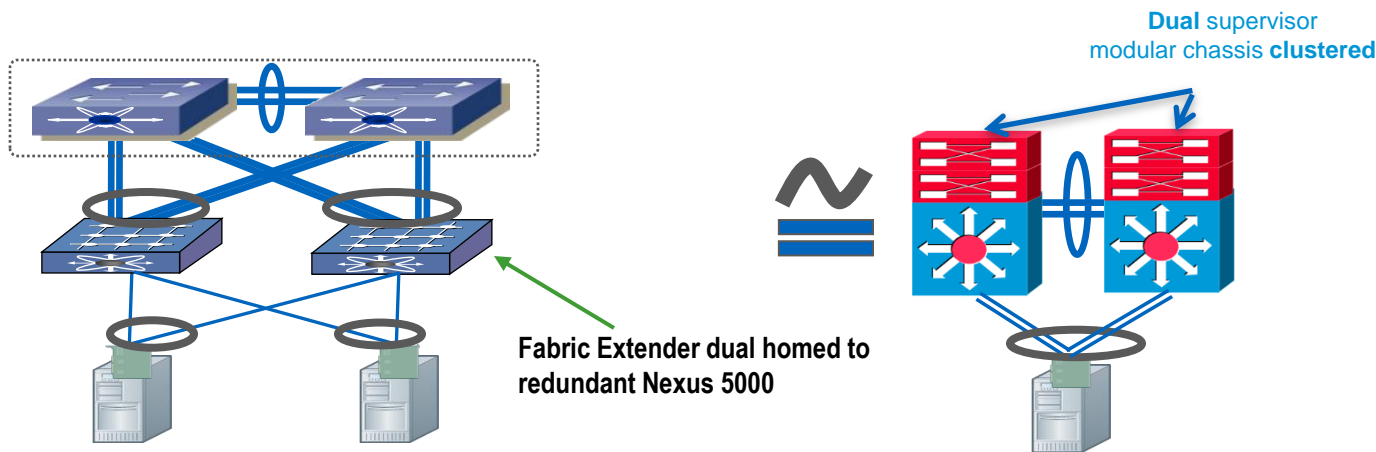 Dual supervisor
modular chassis clustered
Fabric Extender dual homed to
redundant Nexus 5000